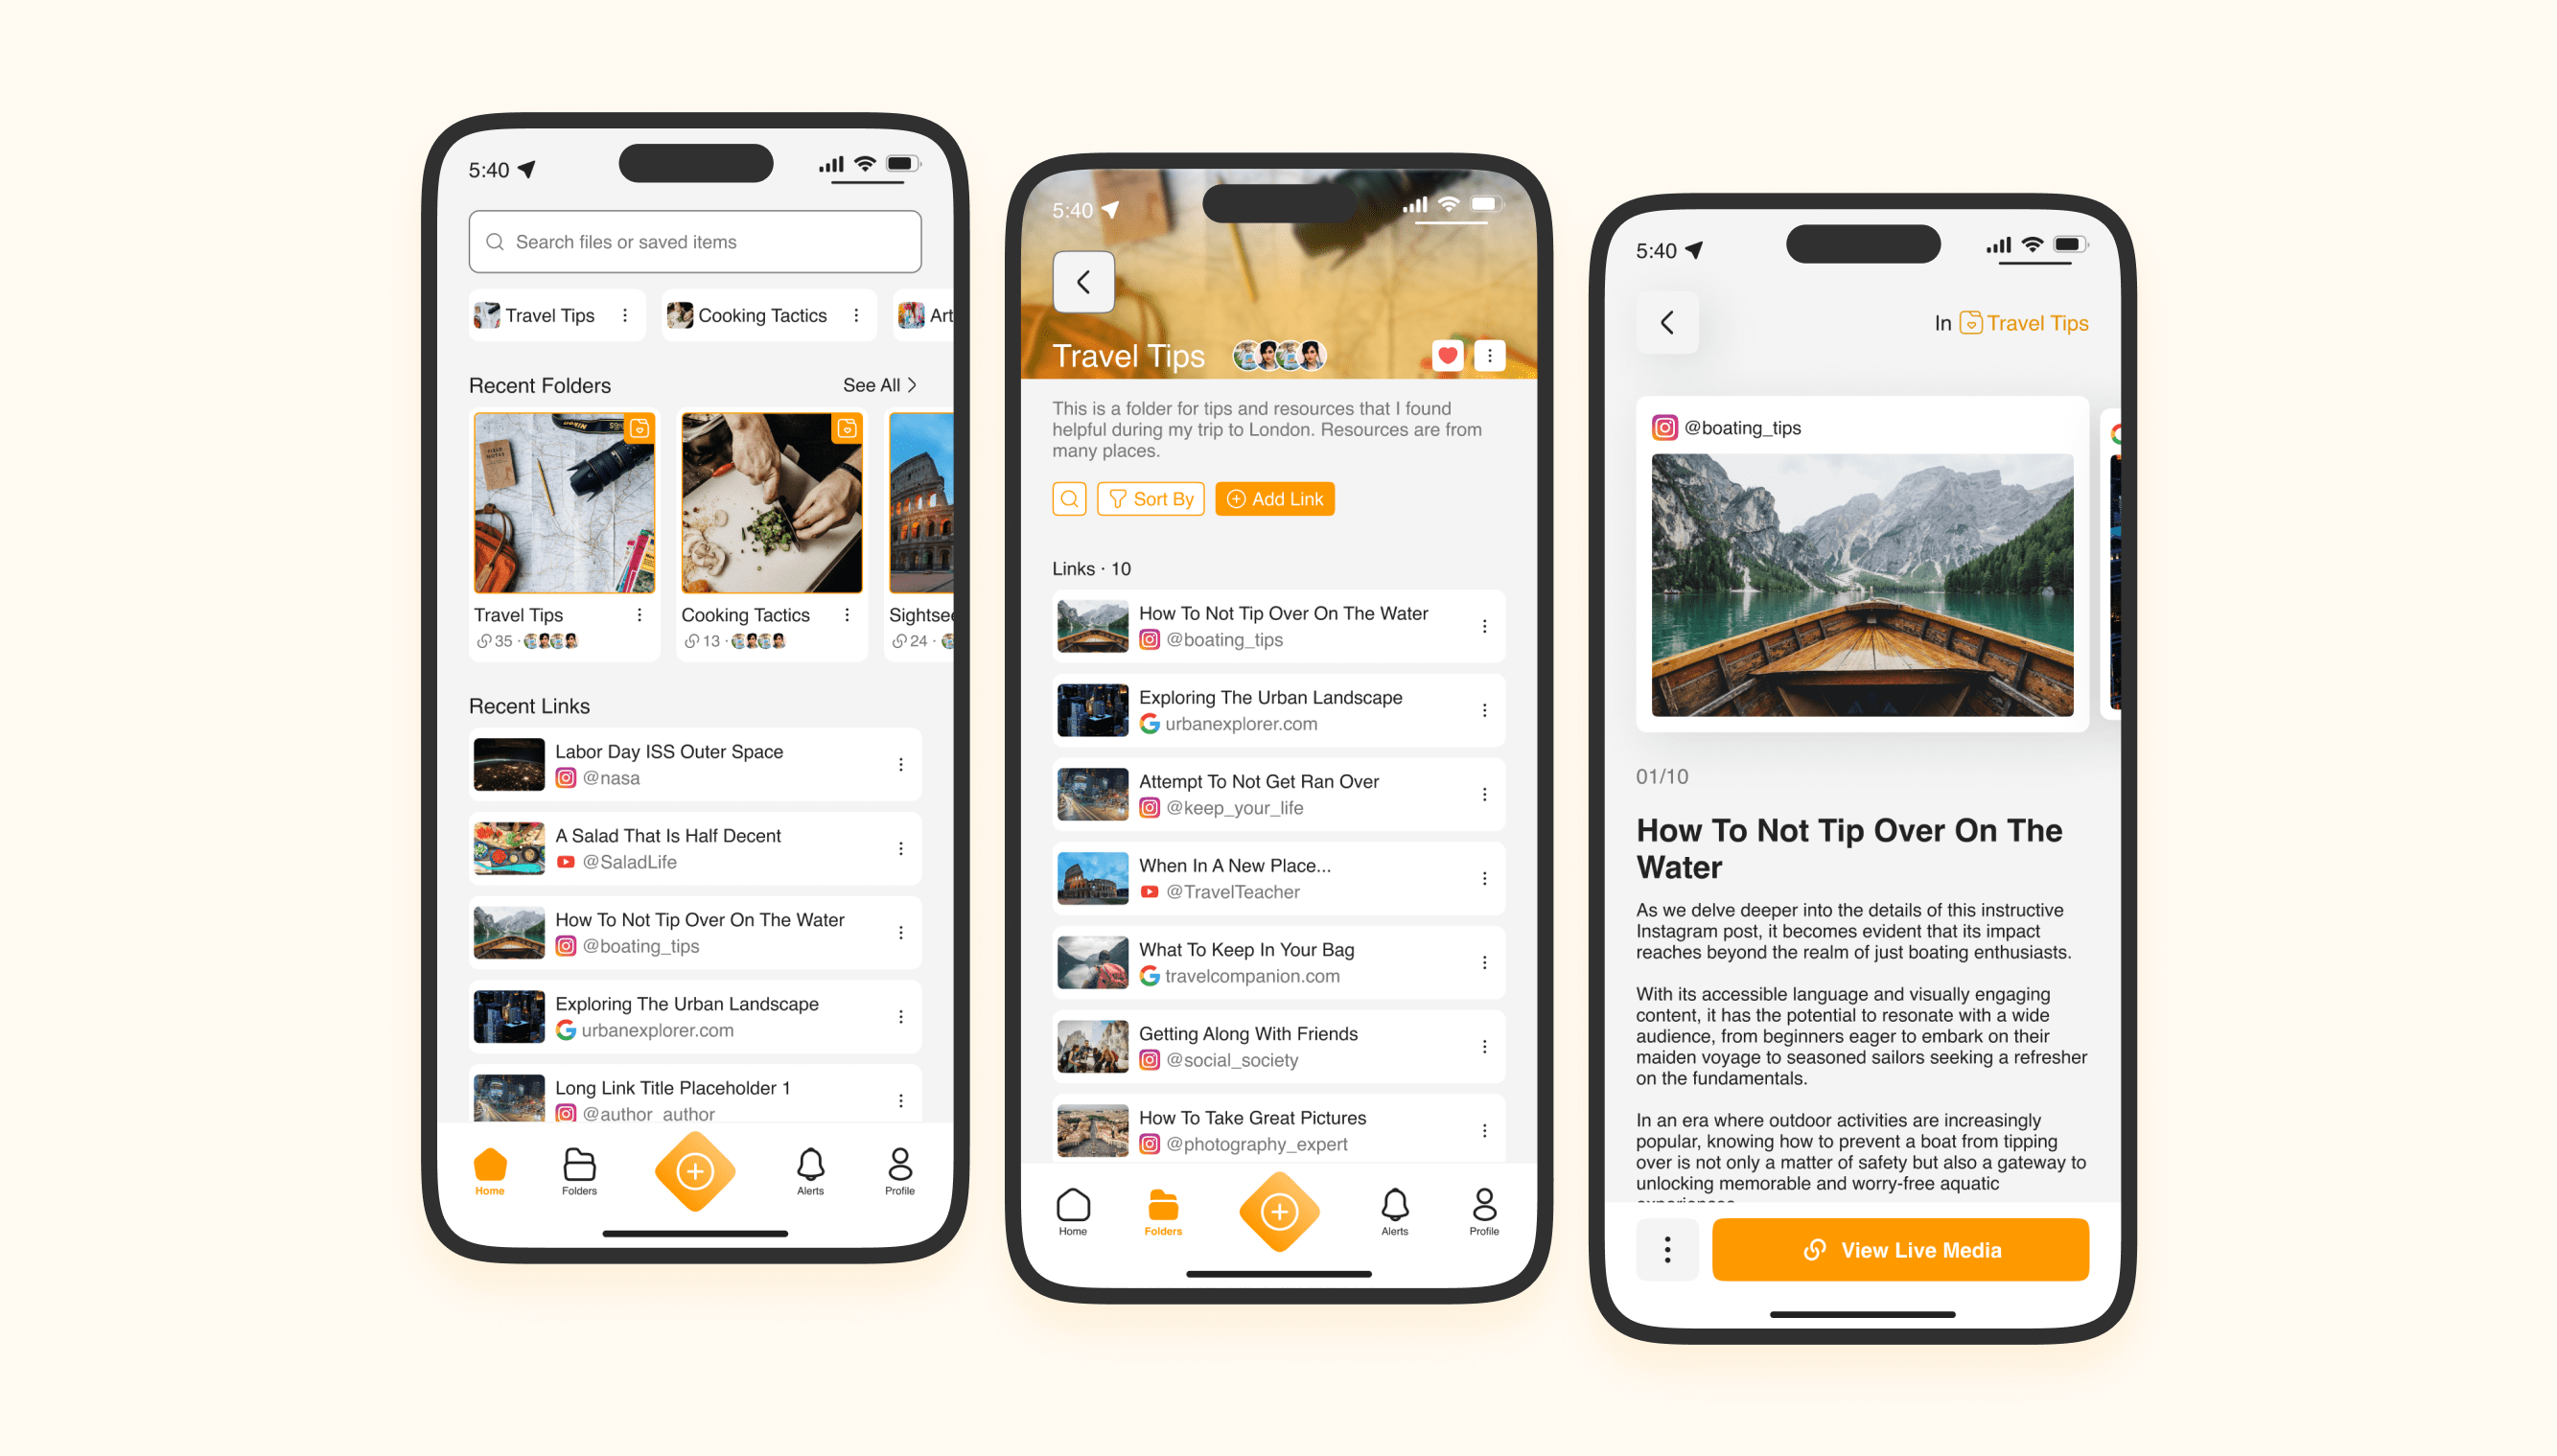 5:40
Search files or saved items
Travel Tips
Cooking Tactics
Art
Recent Folders
See All
Travel Tips
35 ·
Cooking Tactics
13 ·
Sightsee
24 ·
Recent Links
Labor Day ISS Outer Space
@nasa
A Salad That Is Half Decent
@SaladLife
How To Not Tip Over On The Water
@boating_tips
Exploring The Urban Landscape
urbanexplorer.com
Long Link Title Placeholder 1
@author_author
Home
Folders
Alerts
Profile
5:40
Travel Tips
This is a folder for tips and resources that I found
helpful during my trip to London. Resources are from
many places.
Sort By
Add Link
Links · 10
How To Not Tip Over On The Water
@boating_tips
Exploring The Urban Landscape
urbanexplorer.com
Attempt To Not Get Ran Over
@keep_your_life
When In A New Place...
@TravelTeacher
What To Keep In Your Bag
travelcompanion.com
Getting Along With Friends
@social_society
How To Take Great Pictures
@photography_expert
Home
Folders
Alerts
Profile
5:40
In Travel Tips
@boating_tips
01/10
How To Not Tip Over On The
Water
As we delve deeper into the details of this instructive
Instagram post, it becomes evident that its impact
reaches beyond the realm of just boating enthusiasts.
With its accessible language and visually engaging
content, it has the potential to resonate with a wide
audience, from beginners eager to embark on their
maiden voyage to seasoned sailors seeking a refresher
on the fundamentals.
In an era where outdoor activities are increasingly
popular, knowing how to prevent a boat from tipping
over is not only a matter of safety but also a gateway to
unlocking memorable and worry-free aquatic
View Live Media